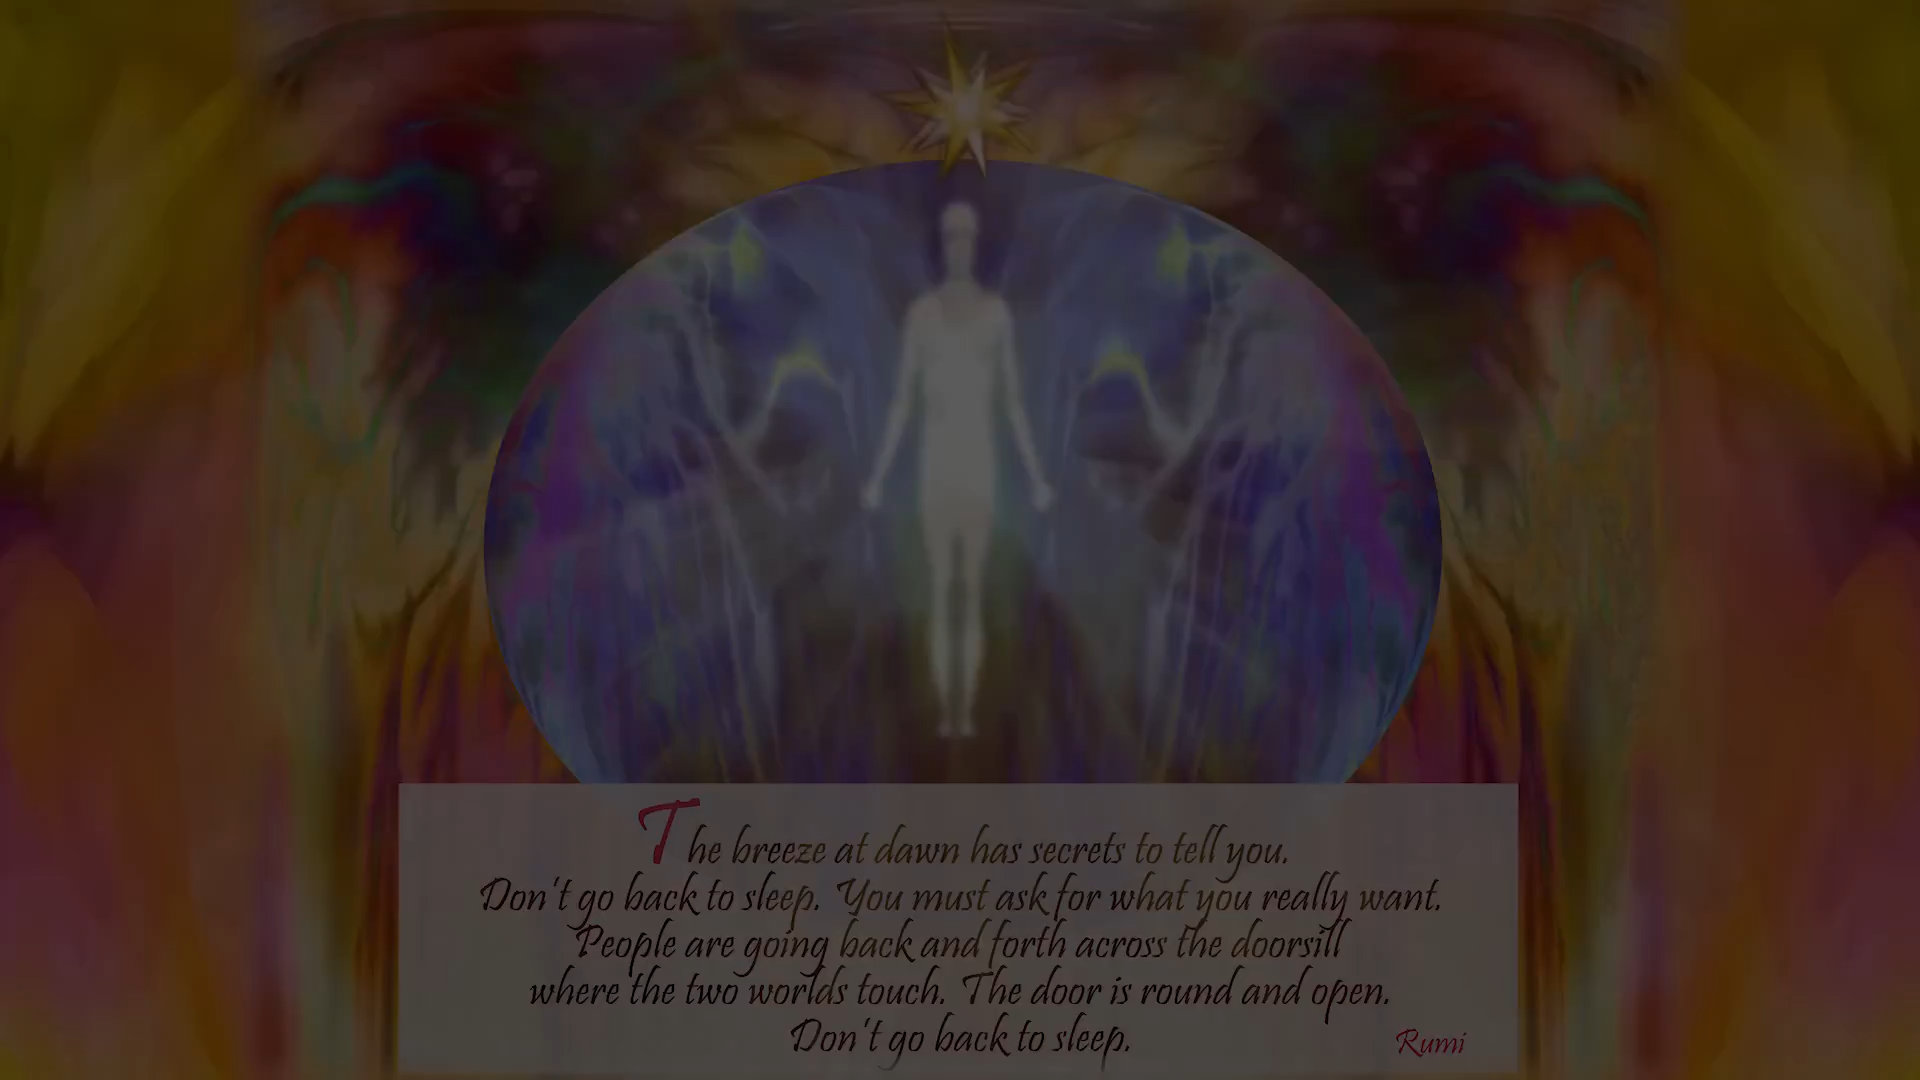 The breeze at dawn has secrets to tell you.
Don't go back to sleep. You must ask for what you really want.
People are going back and forth across the doorsill
where the two worlds touch. The door is round and open.
Don't go back to sleep.
Rumi